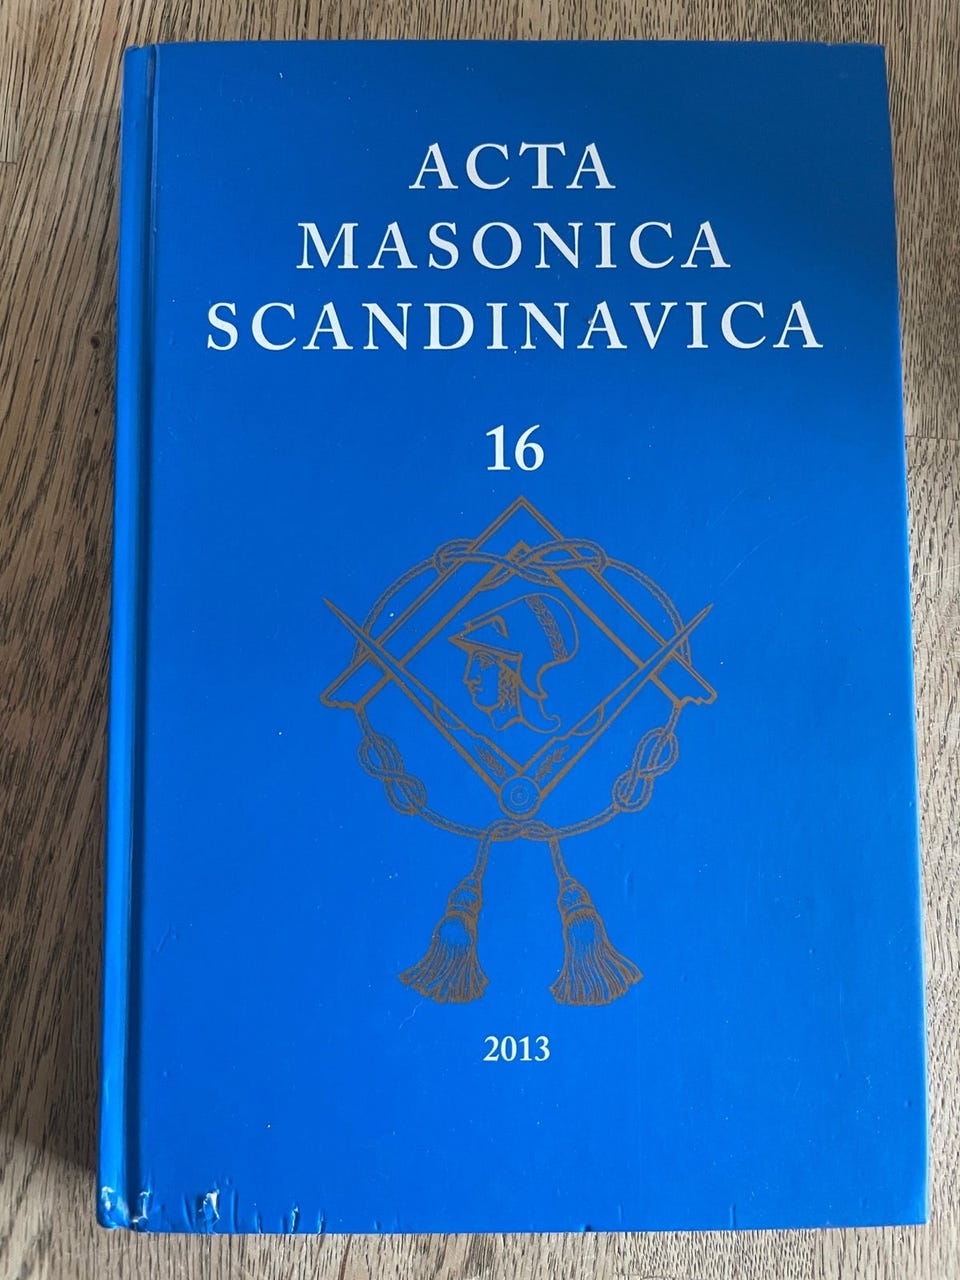 ACTA
MASONICA
SCANDINAVICA
16
2013